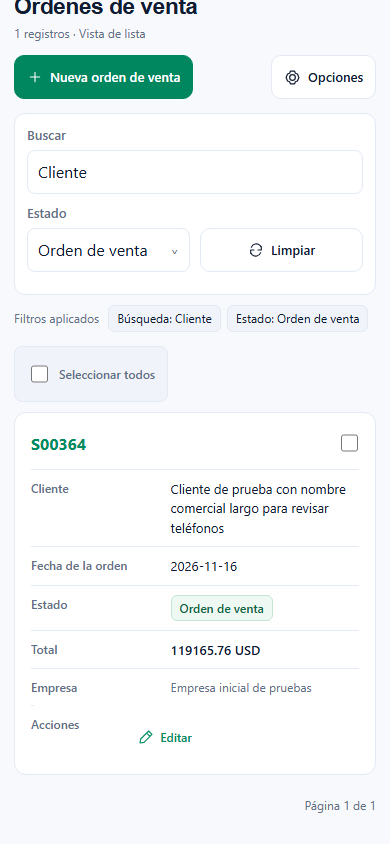 Órdenes de venta
1 registros · Vista de lista
Nueva orden de venta
Opciones
Buscar
Cliente
Estado
Orden de venta
Limpiar
Filtros aplicados
Búsqueda: Cliente
Estado: Orden de venta
Seleccionar todos
S00364
Cliente
Cliente de prueba con nombre
comercial largo para revisar
teléfonos
Fecha de la orden
2026-11-16
Estado
Orden de venta
Total
119165.76 USD
Empresa
Empresa inicial de pruebas
Acciones
Editar
Página 1 de 1